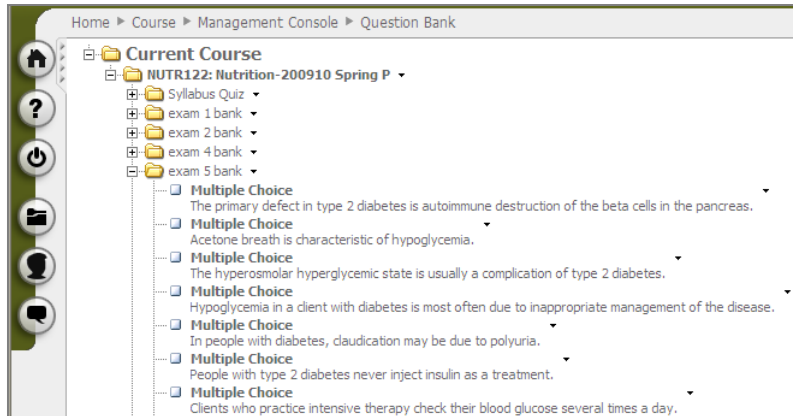 Home ▶ Course ▶ Management Console ▶ Question Bank
Current Course
NUTR122: Nutrition-200910 Spring P
Syllabus Quiz
exam 1 bank
exam 2 bank
exam 4 bank
exam 5 bank
Multiple Choice
The primary defect in type 2 diabetes is autoimmune destruction of the beta cells in the pancreas.
Multiple Choice
Acetone breath is characteristic of hypoglycemia.
Multiple Choice
The hyperosmolar hyperglycemic state is usually a complication of type 2 diabetes.
Multiple Choice
Hypoglycemia in a client with diabetes is most often due to inappropriate management of the disease.
Multiple Choice
In people with diabetes, claudication may be due to polyuria.
Multiple Choice
People with type 2 diabetes never inject insulin as a treatment.
Multiple Choice
Clients who practice intensive therapy check their blood glucose several times a day.